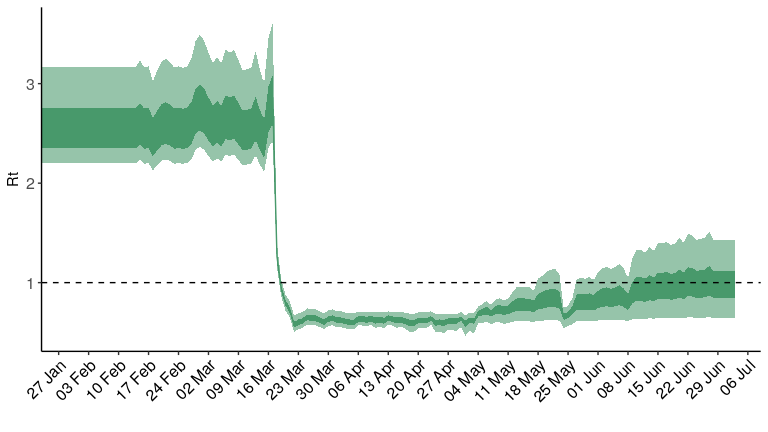 Rt
3
2
1
27 Jan
03 Feb
10 Feb
17 Feb
24 Feb
02 Mar
09 Mar
16 Mar
23 Mar
30 Mar
06 Apr
13 Apr
20 Apr
27 Apr
04 May
11 May
18 May
25 May
01 Jun
08 Jun
15 Jun
22 Jun
29 Jun
06 Jul